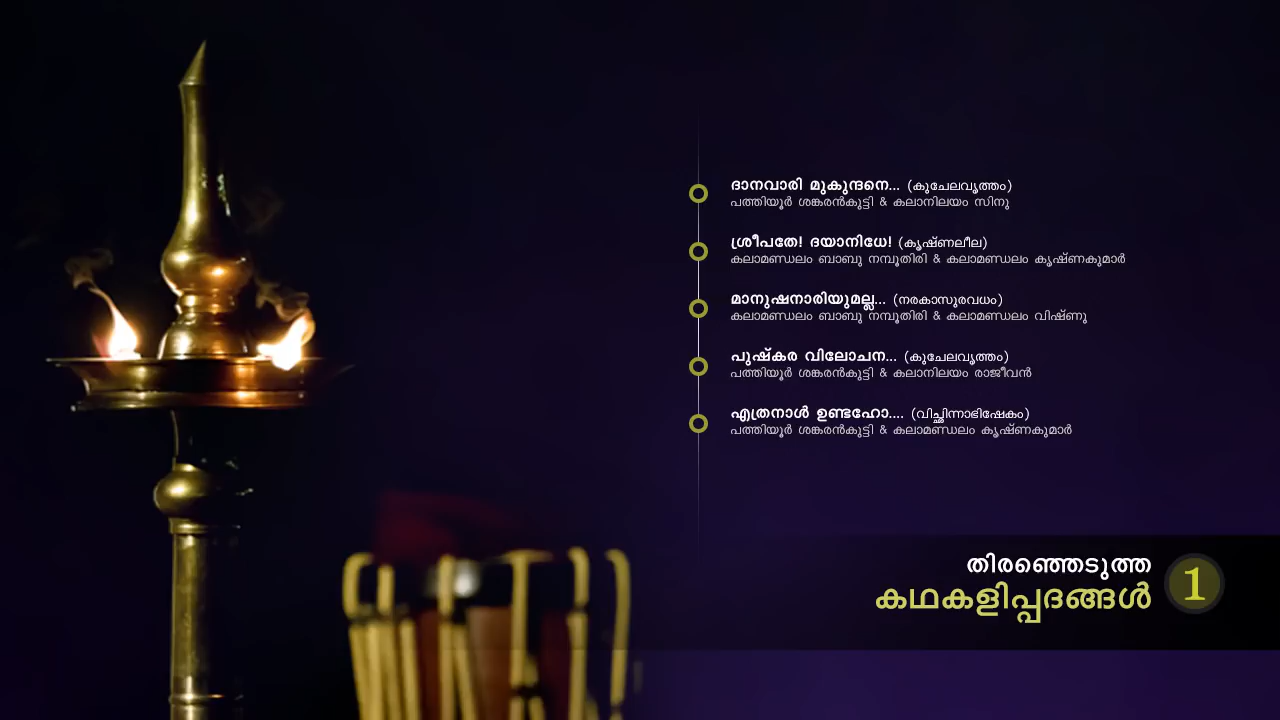 ദാനവാരി മുകുന്ദനെ... (കുചേലവൃത്തം)
പത്തിയൂർ ശങ്കരൻകുട്ടി & കലാനിലയം സിനു
ശ്രീപതേ! ദയാനിധേ! (കൃഷ്ണലീല)
കലാമണ്ഡലം ബാബു നമ്പൂതിരി & കലാമണ്ഡലം കൃഷ്ണകുമാർ
മാനുഷനാരിയുമല്ല... (നരകാസുരവധം)
കലാമണ്ഡലം ബാബു നമ്പൂതിരി & കലാമണ്ഡലം വിഷ്ണു
പുഷ്കര വിലോചന... (കുചേലവൃത്തം)
പത്തിയൂർ ശങ്കരൻകുട്ടി & കലാനിലയം രാജീവൻ
എത്രനാൾ ഉണ്ടഹോ.... (വിച്ഛിന്നാഭിഷേകം)
പത്തിയൂർ ശങ്കരൻകുട്ടി & കലാമണ്ഡലം കൃഷ്ണകുമാർ
തിരഞ്ഞെടുത്ത
കഥകളിപ്പദങ്ങൾ 1